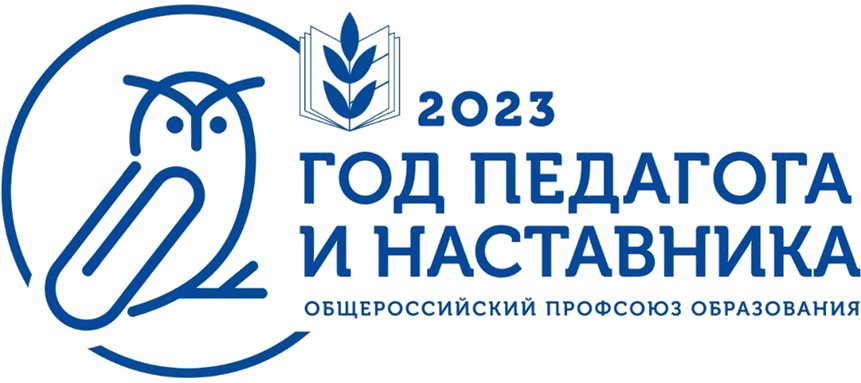 2023
ГОД ПЕДАГОГА
И НАСТАВНИКА
ОБЩЕРОССИЙСКИЙ ПРОФСОЮЗ ОБРАЗОВАНИЯ